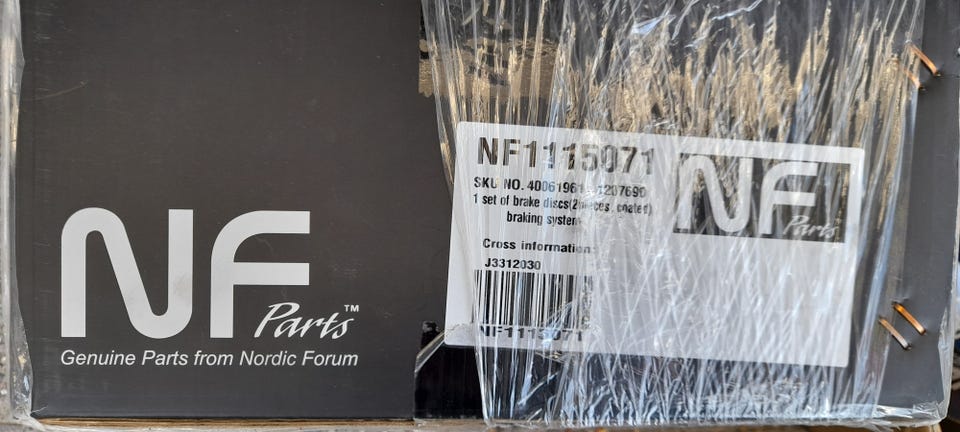 NF
Parts™
Genuine Parts from Nordic Forum
NF1115071
SKU NO. 1207690
1 set of brake discs(2pieces, coated)
braking system
Cross information:
J3312030
NF1115071
NF
Parts